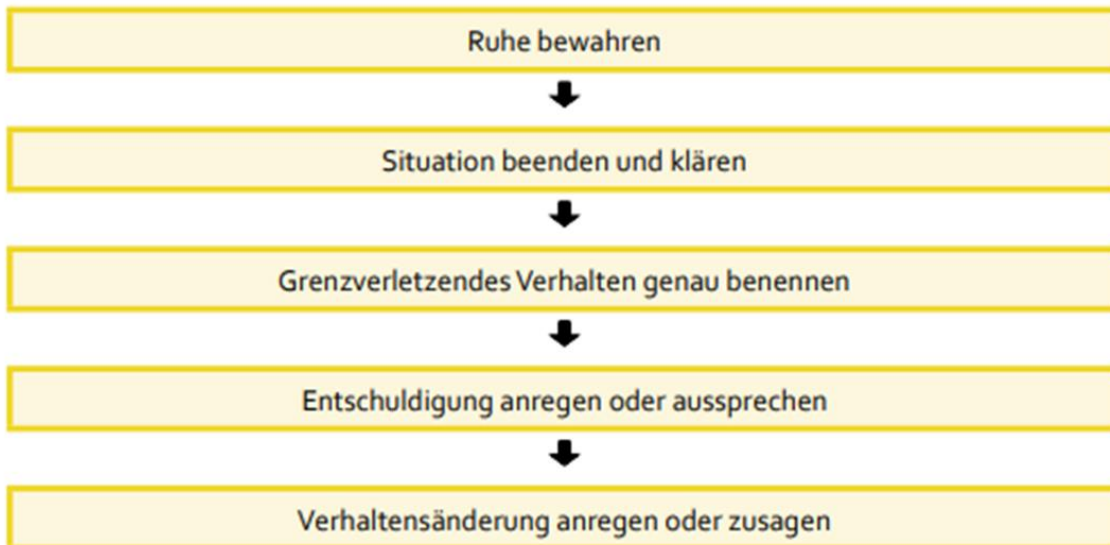 Ruhe bewahren
Situation beenden und klären
Grenzverletzendes Verhalten genau benennen
Entschuldigung anregen oder aussprechen
Verhaltensänderung anregen oder zusagen